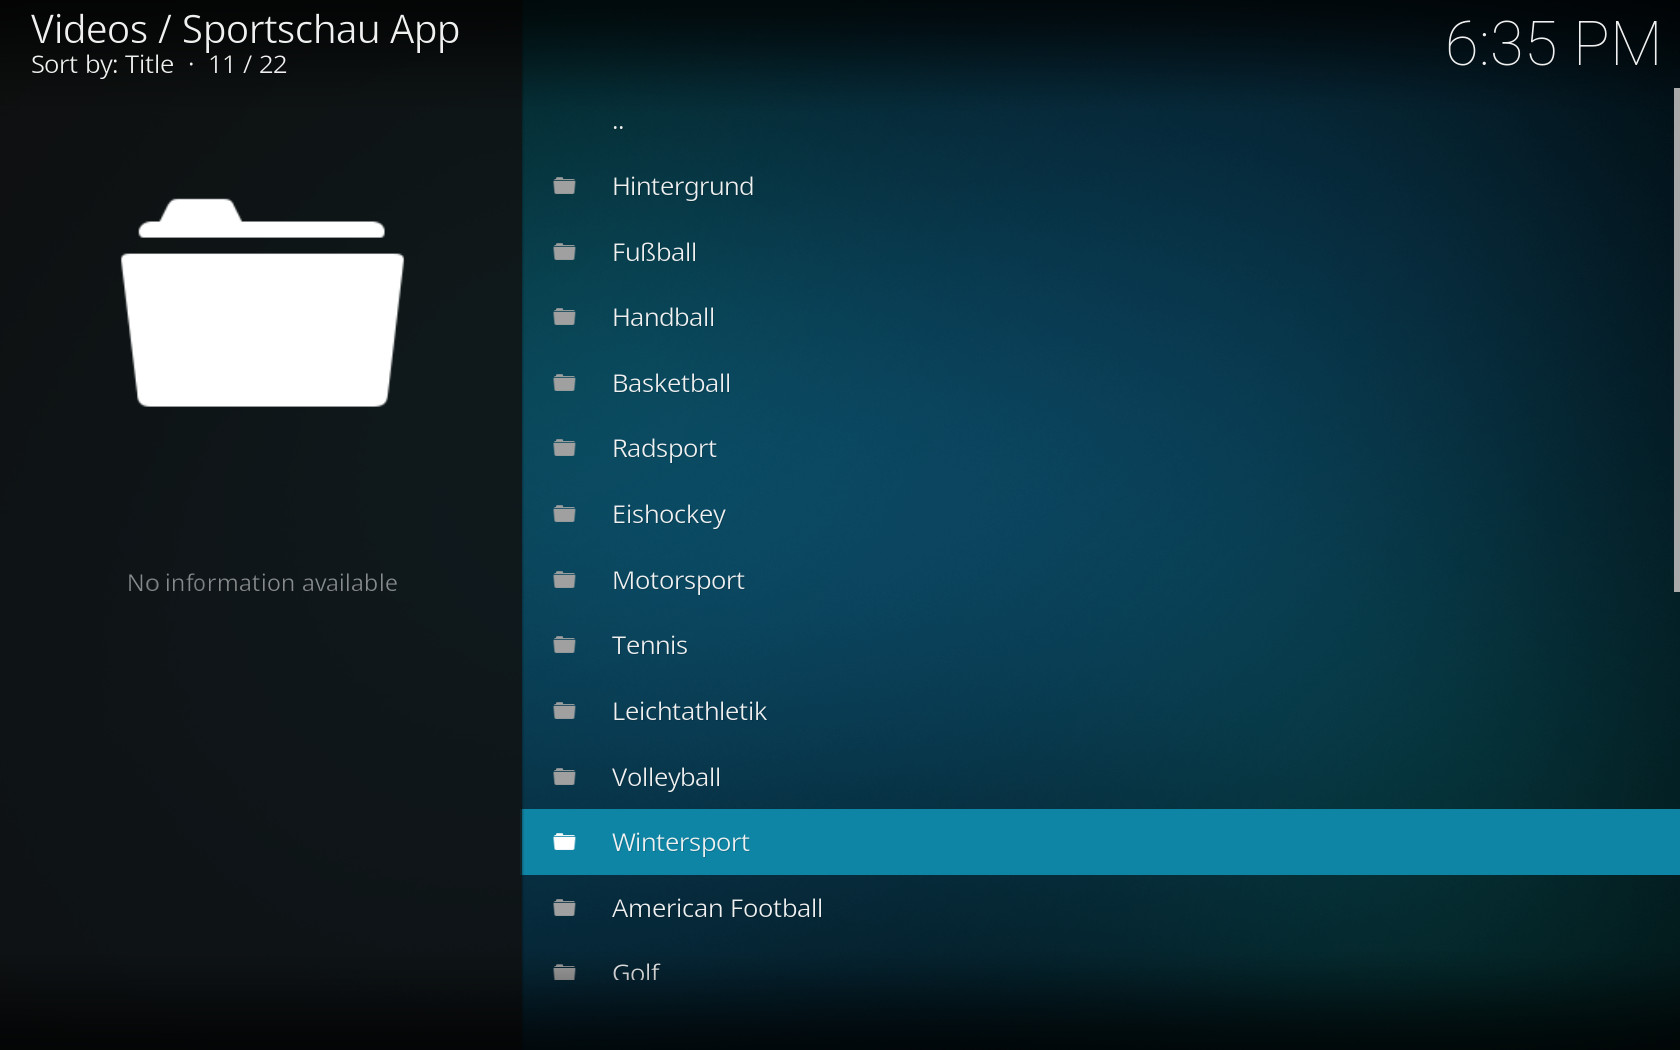 Videos / Sportschau App
Sort by: Title · 11 / 22
6:35 PM
..
Hintergrund
Fußball
Handball
Basketball
Radsport
Eishockey
Motorsport
Tennis
Leichtathletik
Volleyball
Wintersport
American Football
Golf
No information available